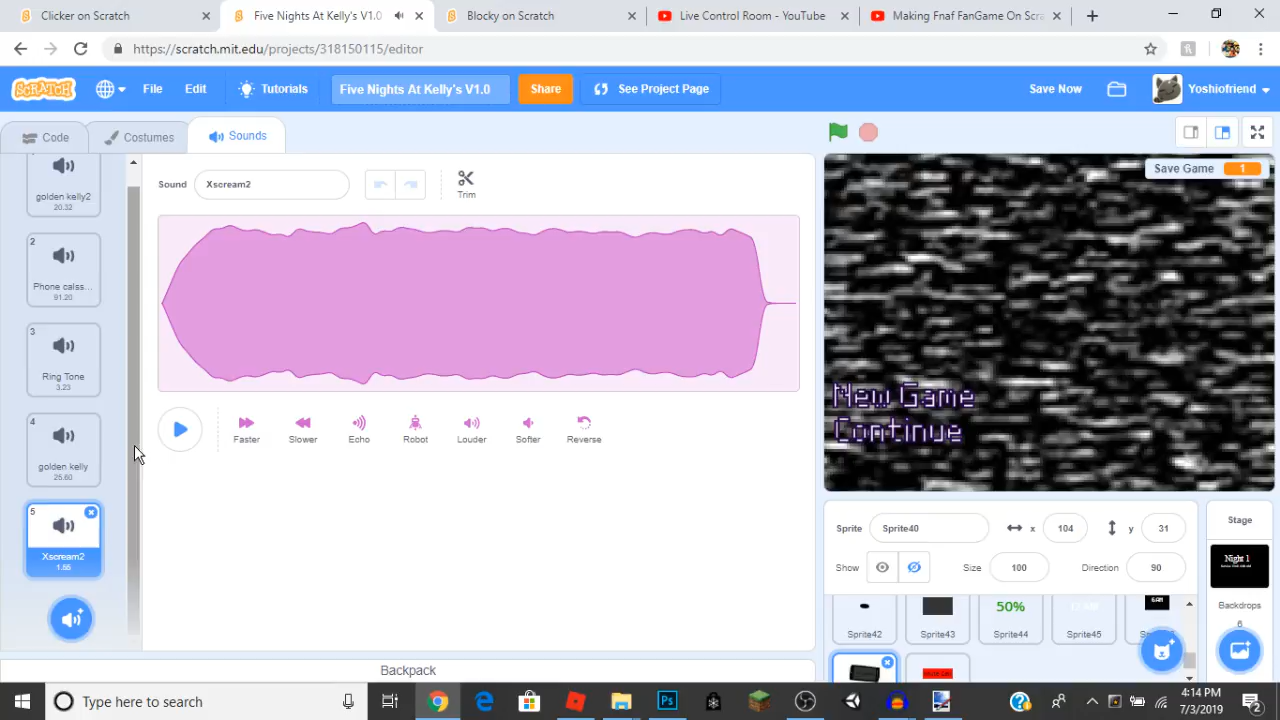 Clicker on Scratch
Five Nights At Kelly's V1.0
Blocky on Scratch
Live Control Room - YouTube
Making Fnaf FanGame On Scra
https://scratch.mit.edu/projects/318150115/editor
SCRATCH
File
Edit
Tutorials
Five Nights At Kelly's V1.0
Share
See Project Page
Save Now
Yoshiofriend
Code
Costumes
Sounds
golden kelly2
20.32
2
Phone calss...
91.20
3
Ring Tone
3.23
4
golden kelly
25.60
5
Xscream2
1.55
Sound
Xscream2
Trim
Faster
Slower
Echo
Robot
Louder
Softer
Reverse
Backpack
Save Game
1
New Game
Continue
Sprite
Sprite40
x
104
y
31
Show
Size
100
Direction
90
Stage
Night 1
Backdrops
6
Sprite42
Sprite43
50%
Sprite44
Sprite45
Type here to search
Ps
4:14 PM
7/3/2019
2